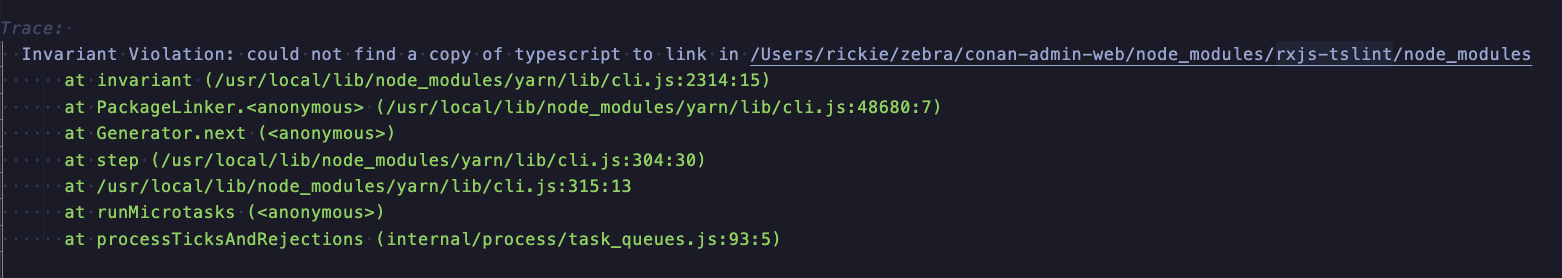 Trace:
Invariant Violation: could not find a copy of typescript to link in /Users/rickie/zebra/conan-admin-web/node_modules/rxjs-tslint/node_modules
at invariant (/usr/local/lib/node_modules/yarn/lib/cli.js:2314:15)
at PackageLinker.<anonymous> (/usr/local/lib/node_modules/yarn/lib/cli.js:48680:7)
at Generator.next (<anonymous>)
at step (/usr/local/lib/node_modules/yarn/lib/cli.js:304:30)
at /usr/local/lib/node_modules/yarn/lib/cli.js:315:13
at runMicrotasks (<anonymous>)
at processTicksAndRejections (internal/process/task_queues.js:93:5)